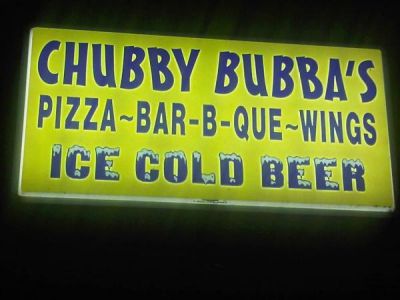 CHUBBY BUBBA'S
PIZZA~BAR-B-QUE~WINGS
ICE COLD BEER